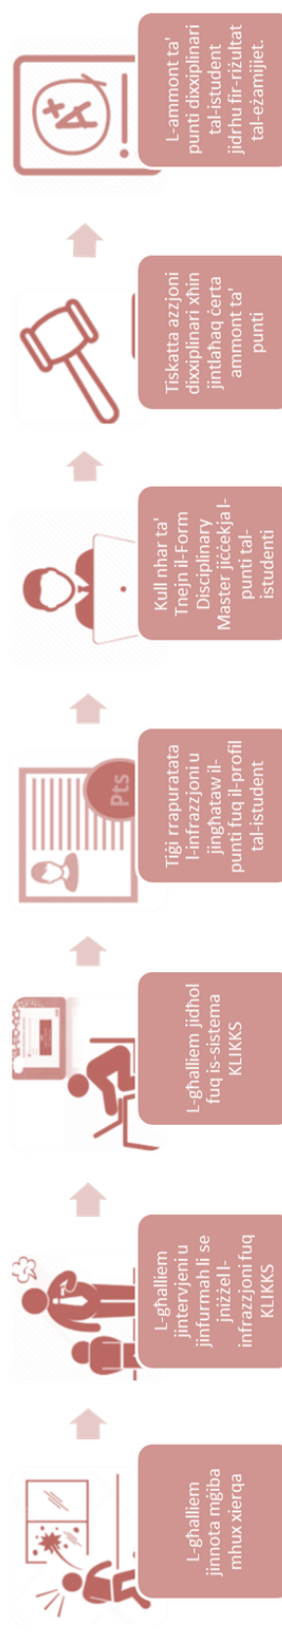 L-għalliem
jinnota mġiba
mhux xierqa
L-għalliem
jintervjeni u
jinfurmah li se
jniżżel l-
infrazzjoni fuq
KLIKKS
L-għalliem jidħol
fuq is-sistema
KLIKKS
Tiġi rrapurtata
l-infrazzjoni u
jingħataw il-
punti fuq il-profil
tal-istudent
Pts
Kull nhar ta'
Tnejn il-Form
Disciplinary
Master jiċċekkja l-
punti tal-
istudenti
Tiskatta azzjoni
dixxiplinari xħin
jintlaħaq ċerta
ammont ta'
punti
A+
L-ammont ta'
punti dixxiplinari
tal-istudent
jidrhu fir-riżultat
tal-eżamijiet.